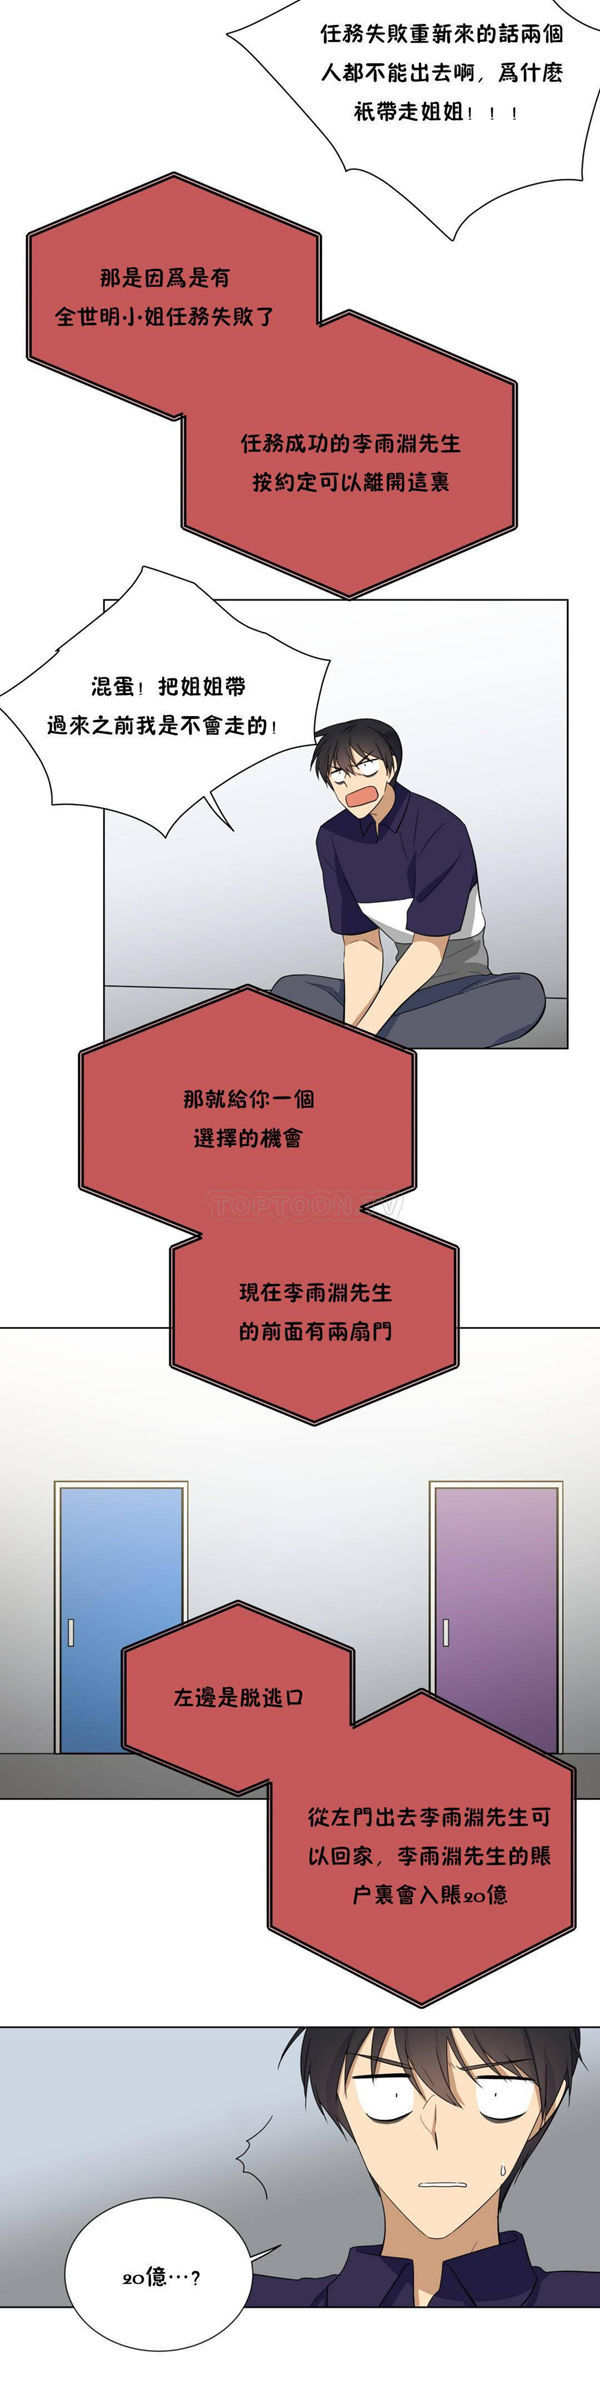 任務失敗重新來的話兩個
人都不能出去啊，爲什麽
衹帶走姐姐！！！
那是因爲是有
全世明小姐任務失敗了
任務成功的李雨淵先生
按約定可以離開這裏
混蛋！把姐姐帶
過來之前我是不會走的！
那就給你一個
選擇的機會
TOPTOON.TV
現在李雨淵先生
的前面有兩扇門
左邊是脱逃口
從左門出去李雨淵先生可
以回家，李雨淵先生的賬
户裏會入賬20億
20億…？